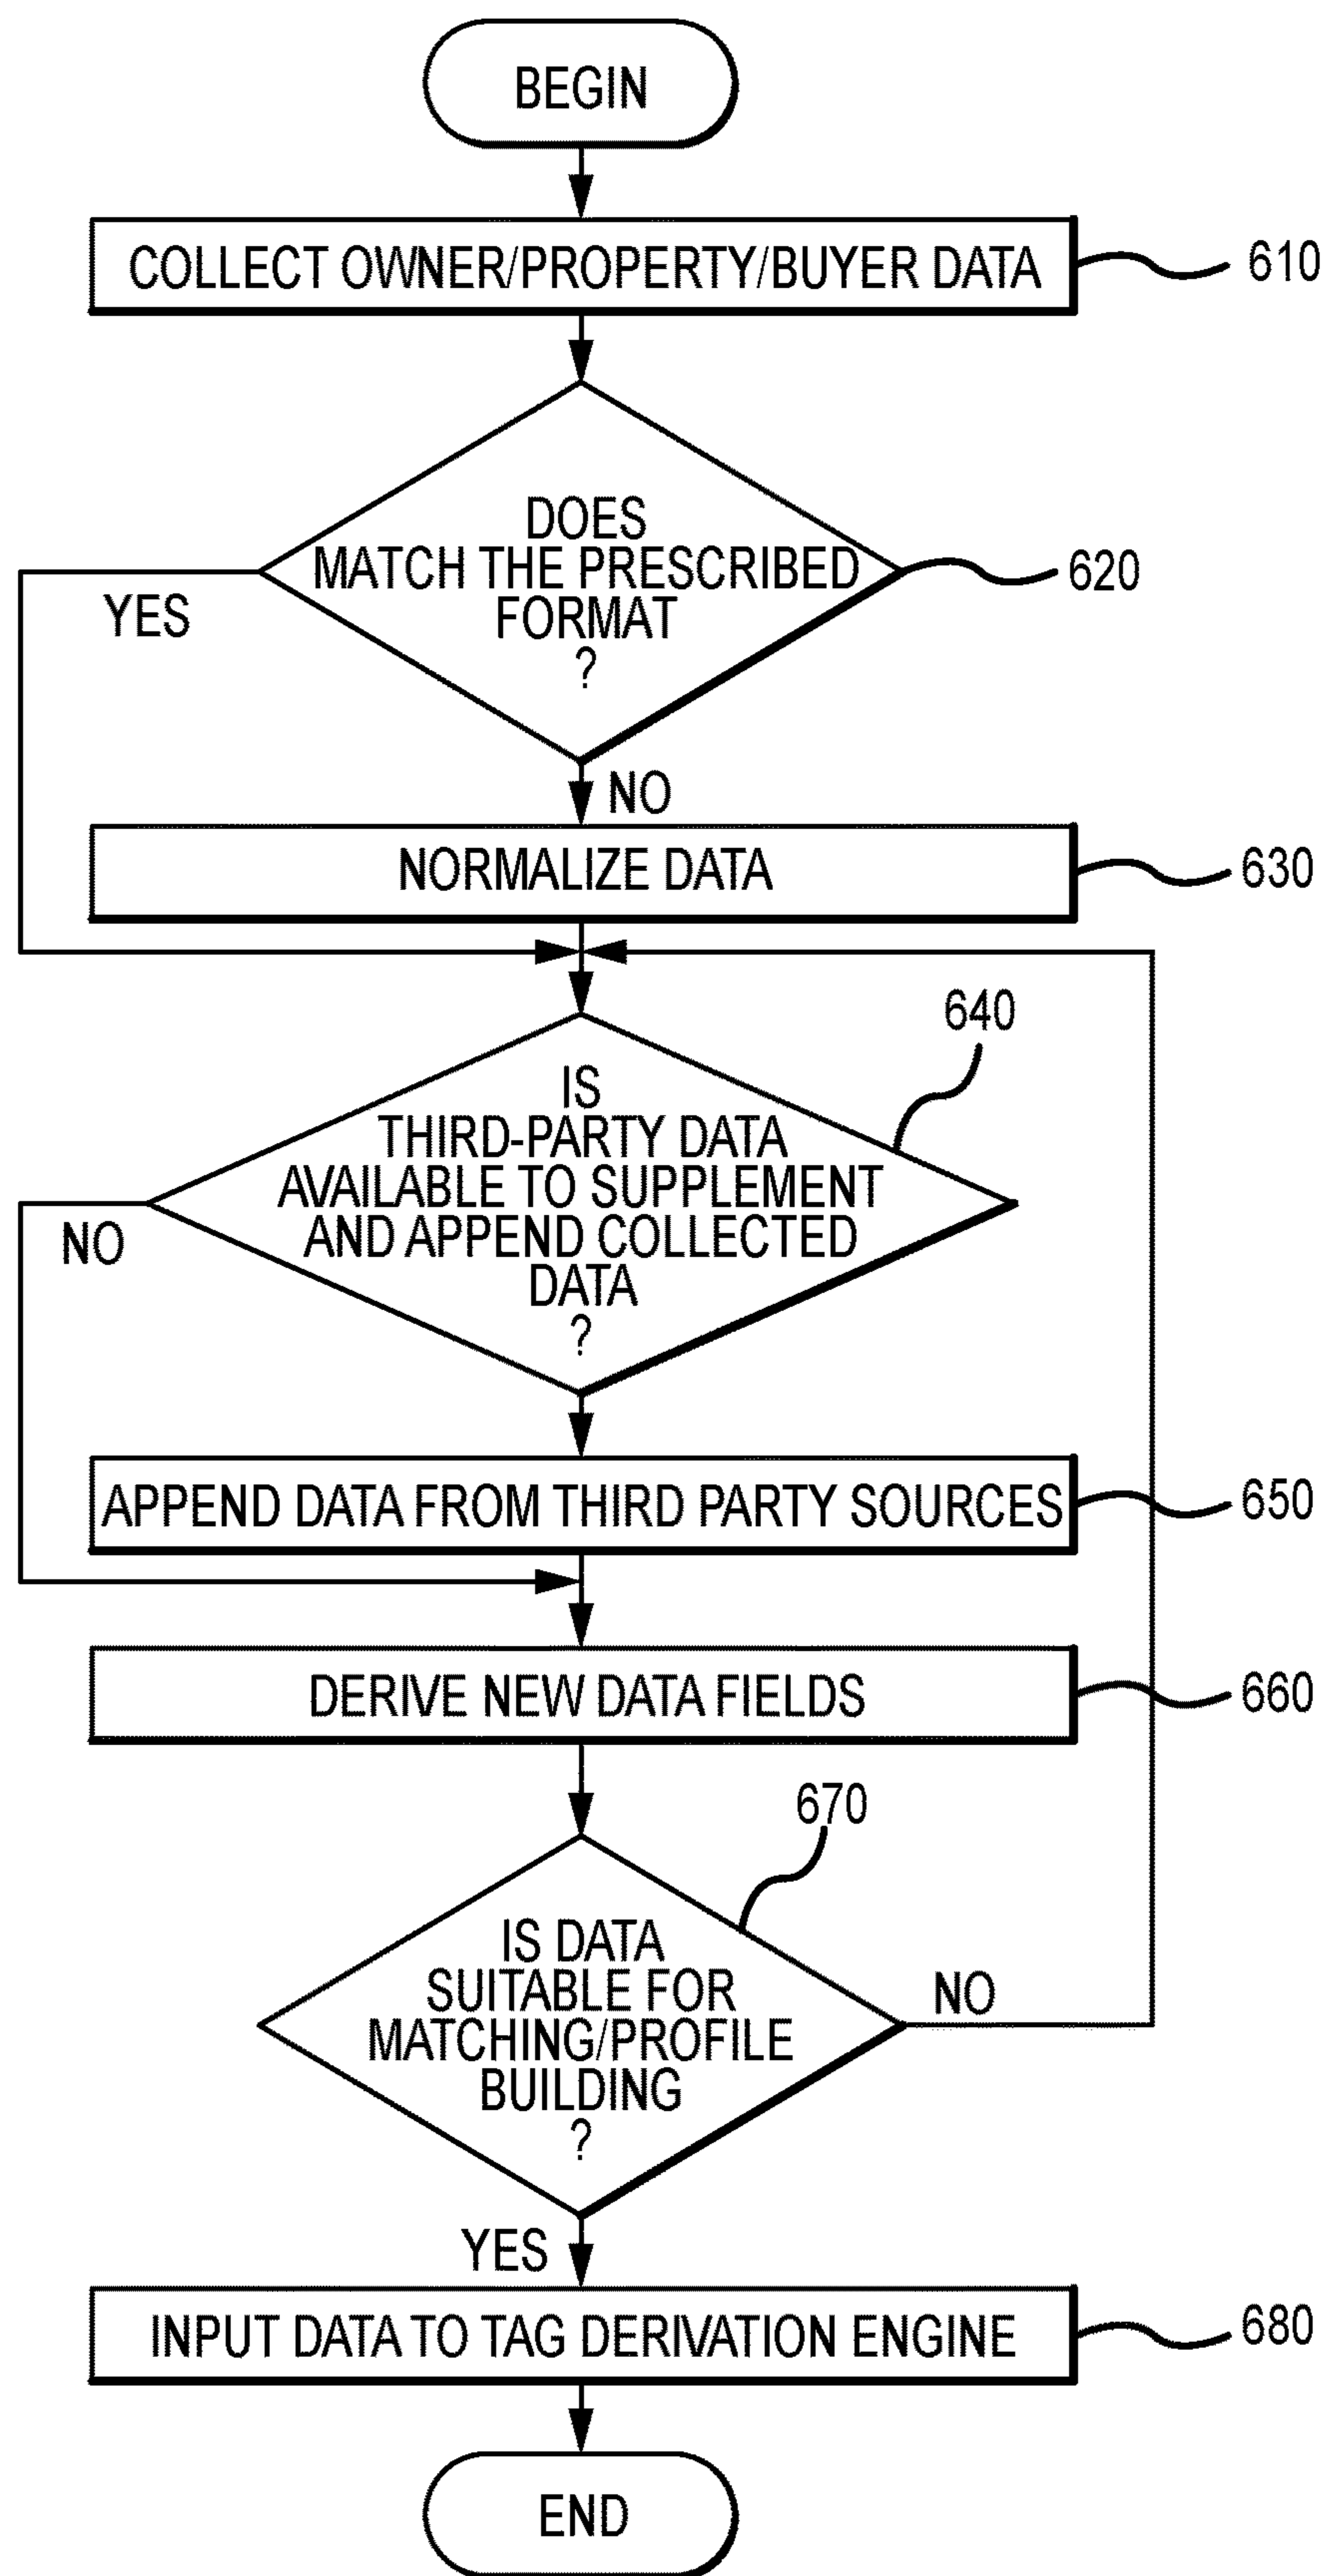 BEGIN
COLLECT OWNER/PROPERTY/BUYER DATA
610
DOES
MATCH THE PRESCRIBED
FORMAT
?
620
YES
NO
NORMALIZE DATA
630
640
IS
THIRD-PARTY DATA
AVAILABLE TO SUPPLEMENT
AND APPEND COLLECTED
DATA
?
NO
APPEND DATA FROM THIRD PARTY SOURCES
650
DERIVE NEW DATA FIELDS
660
670
IS DATA
SUITABLE FOR
MATCHING/PROFILE
BUILDING
?
NO
YES
INPUT DATA TO TAG DERIVATION ENGINE
680
END